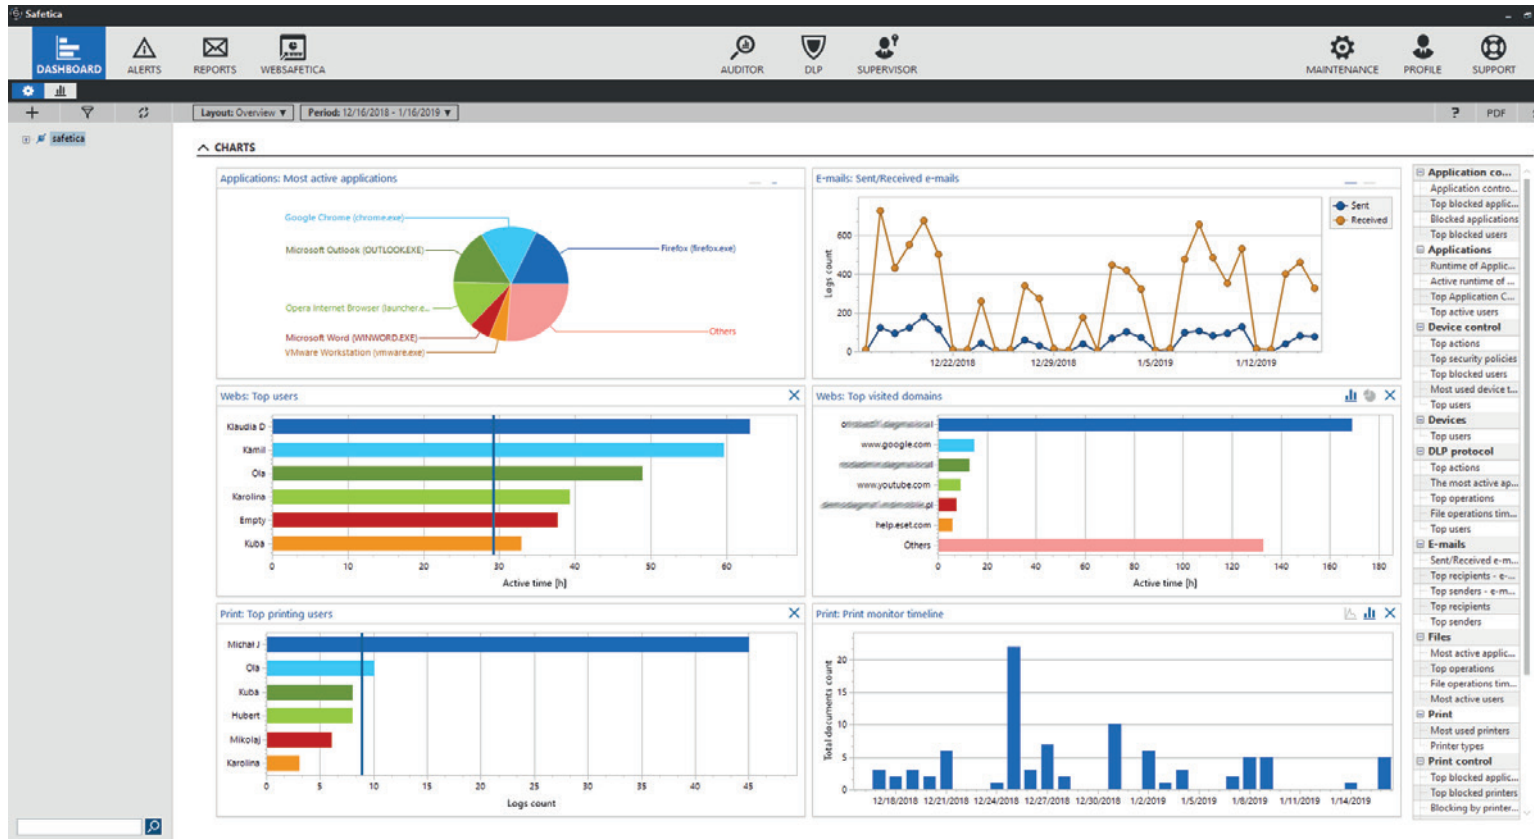 Safetica
DASHBOARD
ALERTS
REPORTS
WEBSAFETICA
AUDITOR
DLP
SUPERVISOR
MAINTENANCE
PROFILE
SUPPORT
Layout: Overview ▼
Period: 12/16/2018 - 1/16/2019 ▼
?
PDF
safetica
CHARTS
Applications: Most active applications
Google Chrome (chrome.exe)
Microsoft Outlook (OUTLOOK.EXE)
Opera Internet Browser (launcher.e...
Microsoft Word (WINWORD.EXE)
VMware Workstation (vmware.exe)
Firefox (firefox.exe)
Others
E-mails: Sent/Received e-mails
Logs count
600
400
200
0
12/22/2018
12/29/2018
1/5/2019
1/12/2019
Sent
Received
Webs: Top users
Klaudia D
Kamil
Ola
Karolina
Empty
Kuba
0 10 20 30 40 50 60
Active time [h]
Webs: Top visited domains
www.google.com
www.youtube.com
.pl
help.eset.com
Others
0 20 40 60 80 100 120 140 160 180
Active time [h]
Print: Top printing users
Michał J
Ola
Kuba
Hubert
Mikołaj
Karolina
0 5 10 15 20 25 30 35 40 45
Logs count
Print: Print monitor timeline
Total documents count
20
15
10
5
0
12/18/2018 12/21/2018 12/24/2018 12/27/2018 12/30/2018 1/2/2019 1/5/2019 1/8/2019 1/11/2019 1/14/2019
Application co...
Application contro...
Top blocked applic...
Blocked applications
Top blocked users
Applications
Runtime of Applic...
Active runtime of ...
Top Application C...
Top active users
Device control
Top actions
Top security policies
Top blocked users
Most used device t...
Top users
Devices
Top users
DLP protocol
Top actions
The most active ap...
Top operations
File operations tim...
Top users
E-mails
Sent/Received e-m...
Top recipients - e-...
Top senders - e-m...
Top recipients
Top senders
Files
Most active applic...
Top operations
File operations tim...
Most active users
Print
Most used printers
Printer types
Print control
Top blocked applic...
Top blocked printers
Blocking by printer...